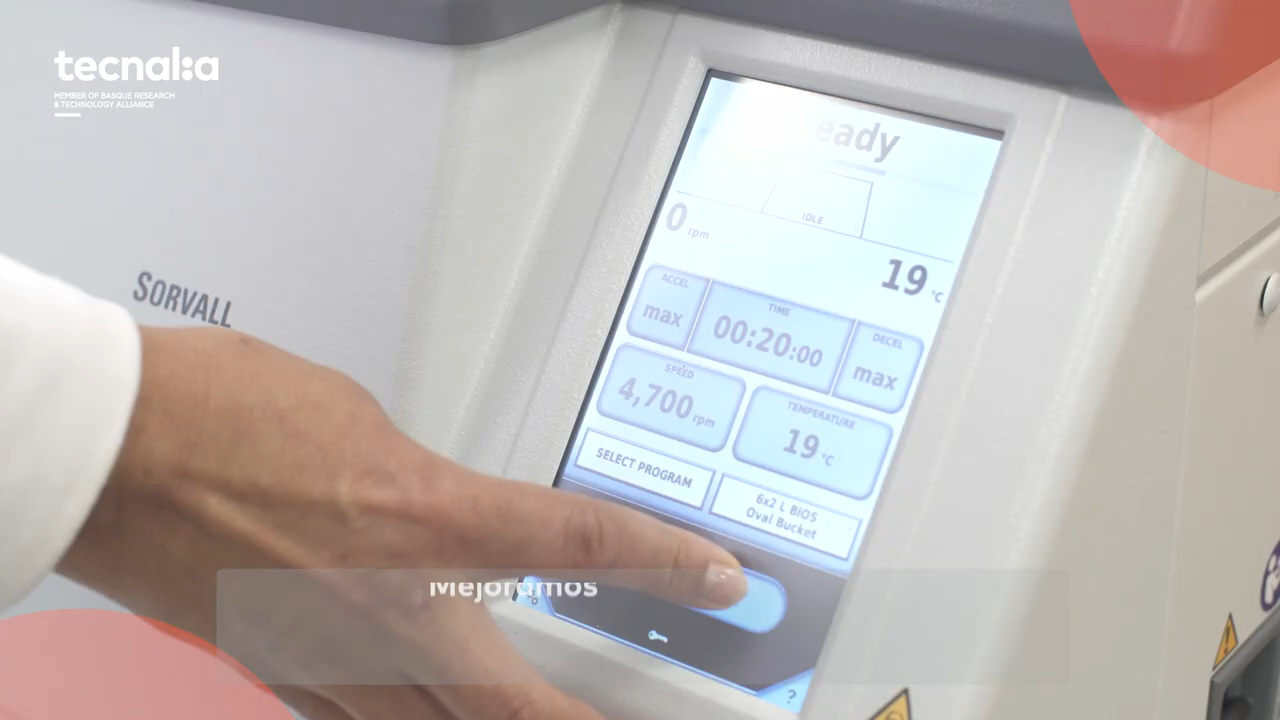 tecnal:a
MEMBER OF BASQUE RESEARCH
& TECHNOLOGY ALLIANCE
eady
IDLE
0 rpm
19 °C
SORVALL
ACCEL
max
TIME
00:20:00
DECEL
max
SPEED
4,700 rpm
TEMPERATURE
19 °C
SELECT PROGRAM
6x2 L BIOS
Oval Bucket
Mejoramos
?